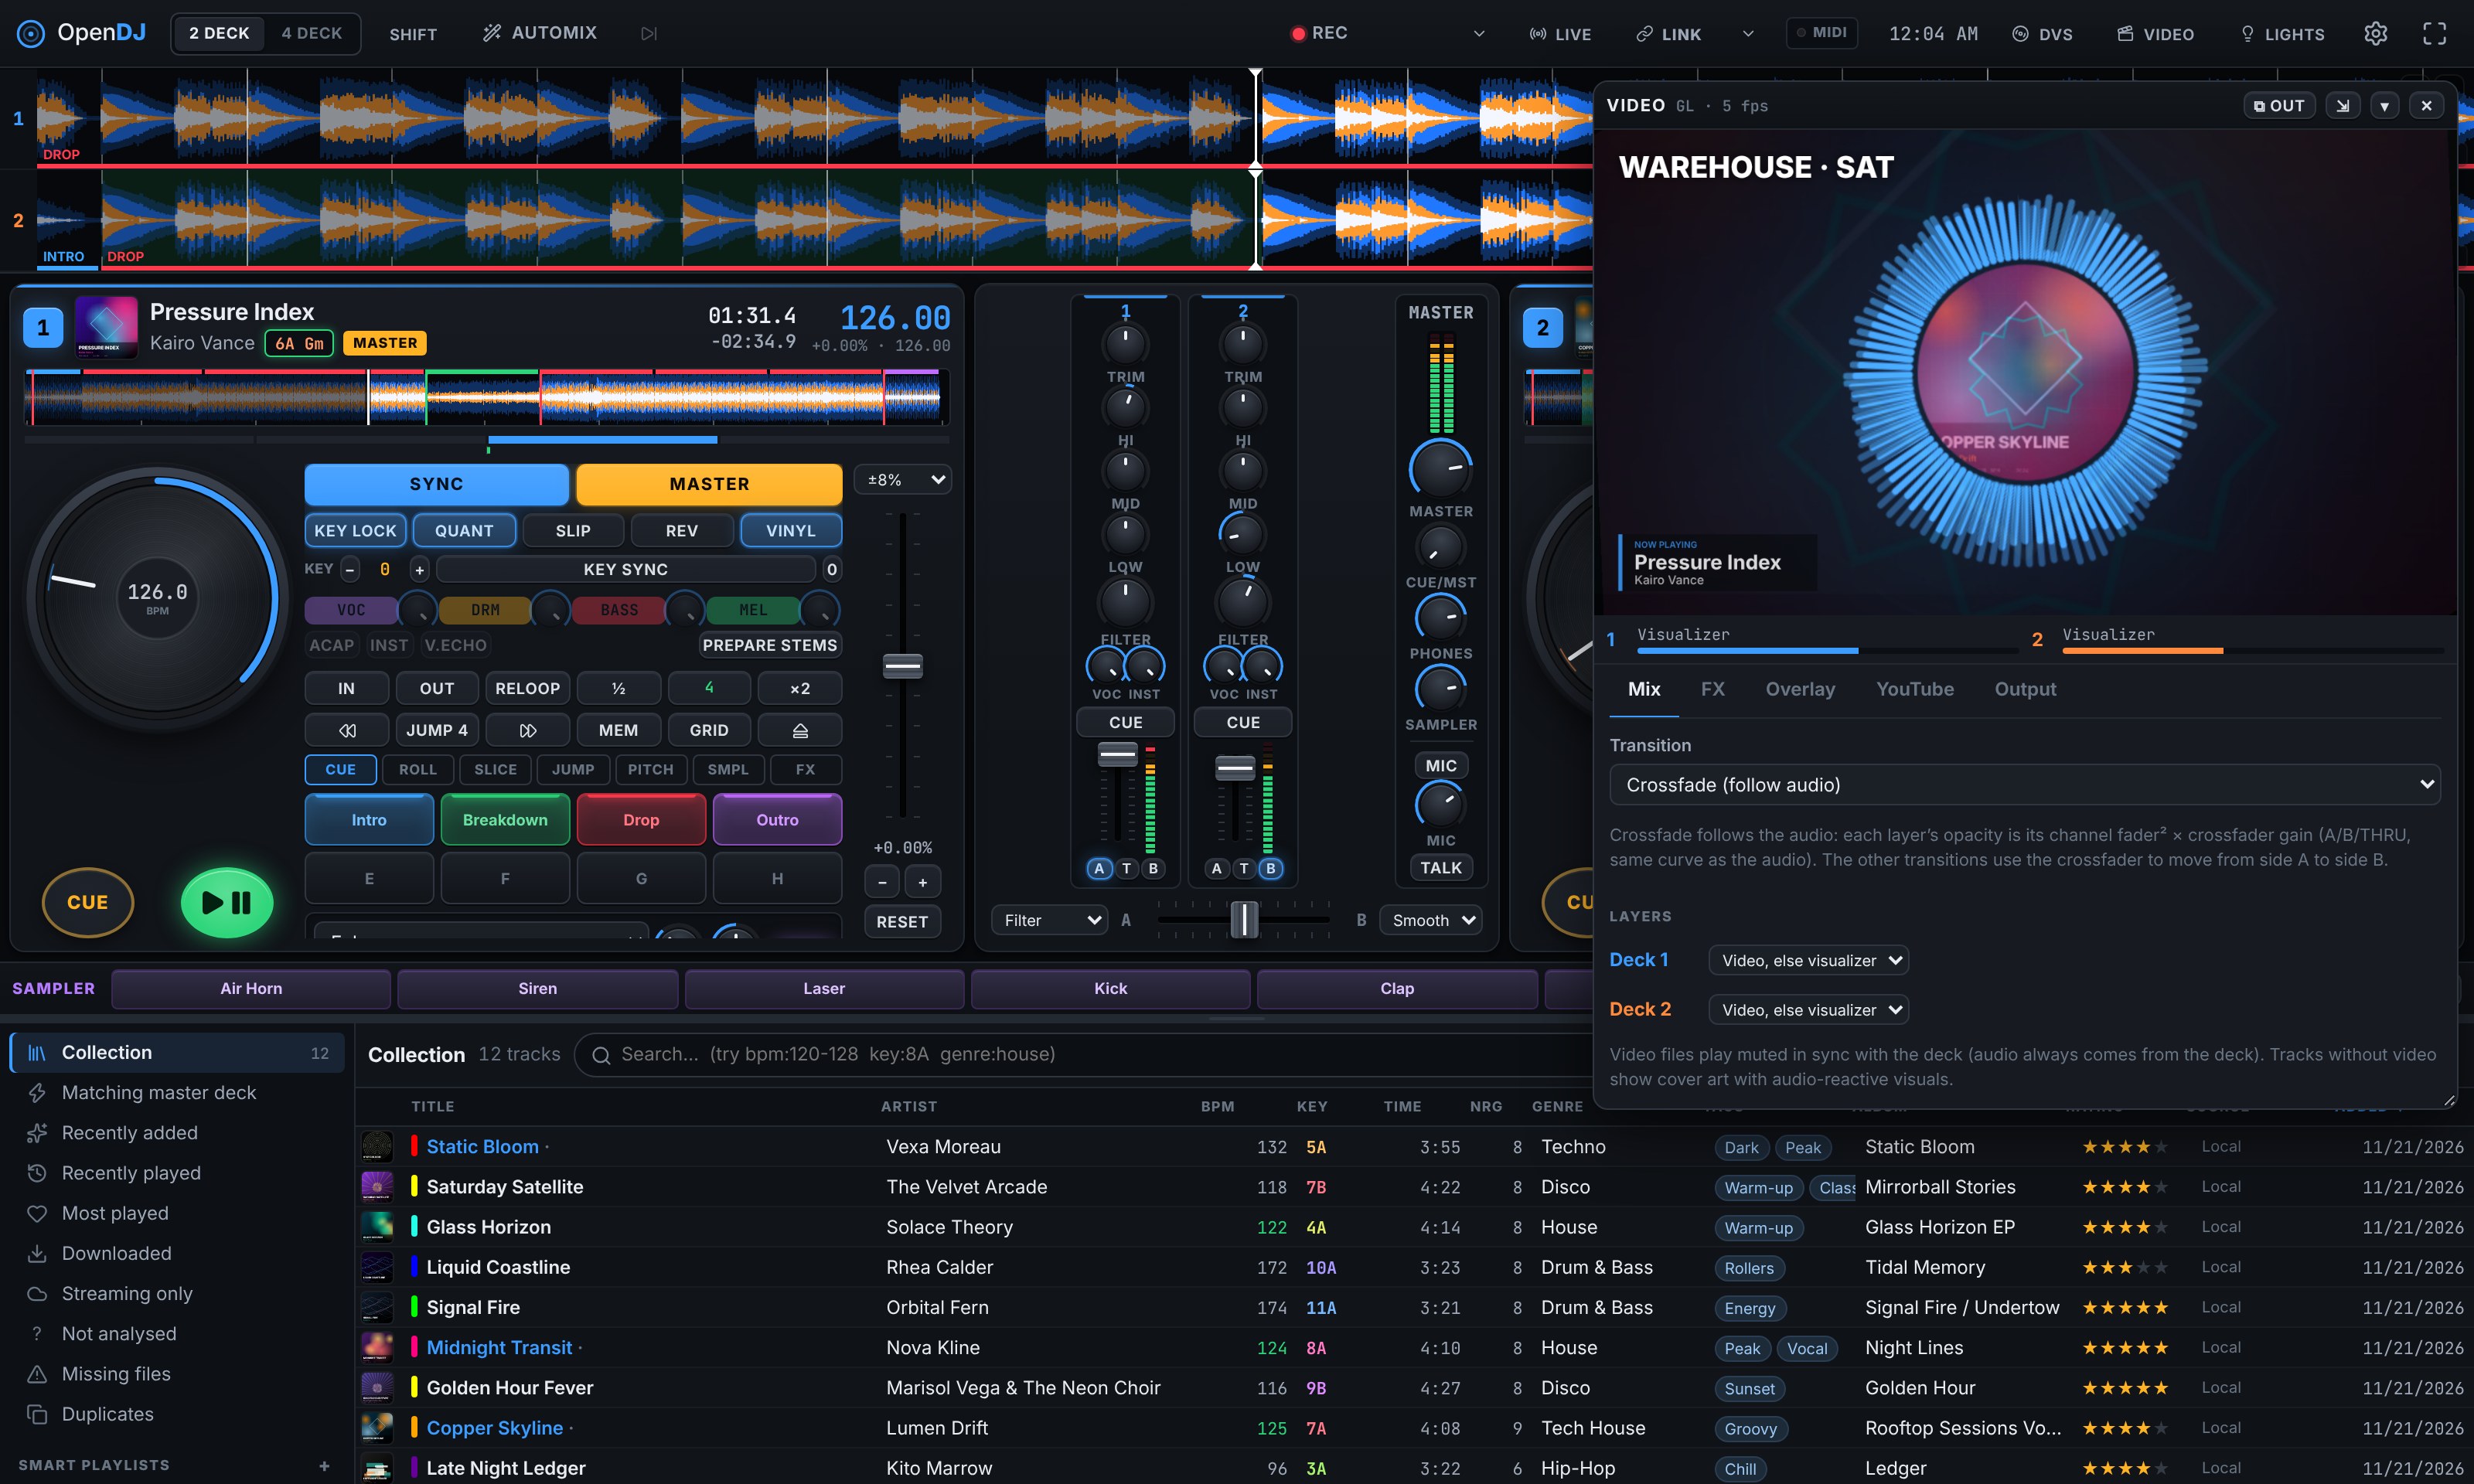 OpenDJ 2 DECK 4 DECK SHIFT AUTOMIX REC LIVE LINK MIDI 12:04 AM DVS VIDEO LIGHTS
1
DROP
2
INTRO DROP
VIDEO GL · 5 fps OUT
WAREHOUSE · SAT
OPPER SKYLINE
NOW PLAYING
Pressure Index
Kairo Vance
1 Visualizer 2 Visualizer
Mix FX Overlay YouTube Output
Transition
Crossfade (follow audio)
Crossfade follows the audio: each layer's opacity is its channel fader² × crossfader gain (A/B/THRU,
same curve as the audio). The other transitions use the crossfader to move from side A to side B.
LAYERS
Deck 1 Video, else visualizer
Deck 2 Video, else visualizer
Video files play muted in sync with the deck (audio always comes from the deck). Tracks without video
show cover art with audio-reactive visuals.
1 Pressure Index 01:31.4 126.00
Kairo Vance 6A Gm MASTER -02:34.9 +0.00% · 126.00
SYNC MASTER ±8%
KEY LOCK QUANT SLIP REV VINYL
KEY − 0 + KEY SYNC 0
126.0
BPM
VOC DRM BASS MEL
ACAP INST V.ECHO PREPARE STEMS
IN OUT RELOOP ½ 4 ×2
JUMP 4 MEM GRID
CUE ROLL SLICE JUMP PITCH SMPL FX
Intro Breakdown Drop Outro
+0.00%
E F G H
− +
CUE
RESET
1 2 MASTER
TRIM TRIM
HI HI
MID MID MASTER
LOW LOW CUE/MST
FILTER FILTER PHONES
VOC INST VOC INST
CUE CUE SAMPLER
MIC
MIC
A T B A T B TALK
Filter A B Smooth
2
CU
SAMPLER Air Horn Siren Laser Kick Clap
Collection 12
Matching master deck
Recently added
Recently played
Most played
Downloaded
Streaming only
? Not analysed
Missing files
Duplicates
SMART PLAYLISTS +
Collection 12 tracks Search... (try bpm:120-128 key:8A genre:house)
TITLE ARTIST BPM KEY TIME NRG GENRE
Static Bloom · Vexa Moreau 132 5A 3:55 8 Techno Dark Peak Static Bloom ★★★★★ Local 11/21/2026
Saturday Satellite The Velvet Arcade 118 7B 4:22 8 Disco Warm-up Class Mirrorball Stories ★★★★★ Local 11/21/2026
Glass Horizon Solace Theory 122 4A 4:14 8 House Warm-up Glass Horizon EP ★★★★★ Local 11/21/2026
Liquid Coastline Rhea Calder 172 10A 3:23 8 Drum & Bass Rollers Tidal Memory ★★★★★ Local 11/21/2026
Signal Fire Orbital Fern 174 11A 3:21 8 Drum & Bass Energy Signal Fire / Undertow ★★★★★ Local 11/21/2026
Midnight Transit · Nova Kline 124 8A 4:10 8 House Peak Vocal Night Lines ★★★★★ Local 11/21/2026
Golden Hour Fever Marisol Vega & The Neon Choir 116 9B 4:27 8 Disco Sunset Golden Hour ★★★★★ Local 11/21/2026
Copper Skyline · Lumen Drift 125 7A 4:08 9 Tech House Groovy Rooftop Sessions Vo... ★★★★★ Local 11/21/2026
Late Night Ledger Kito Marrow 96 3A 3:22 6 Hip-Hop Chill Ledger ★★★★★ Local 11/21/2026